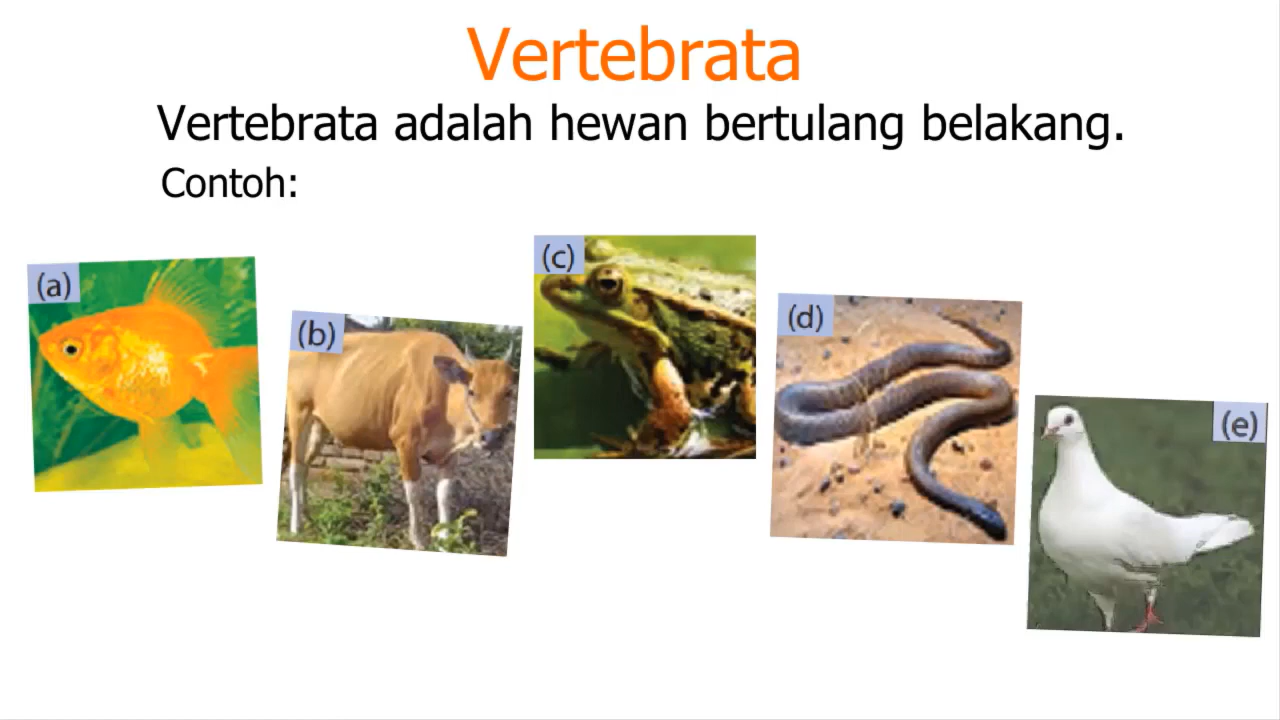 Vertebrata
Vertebrata adalah hewan bertulang belakang.
Contoh:
(a)
(b)
(c)
(d)
(e)